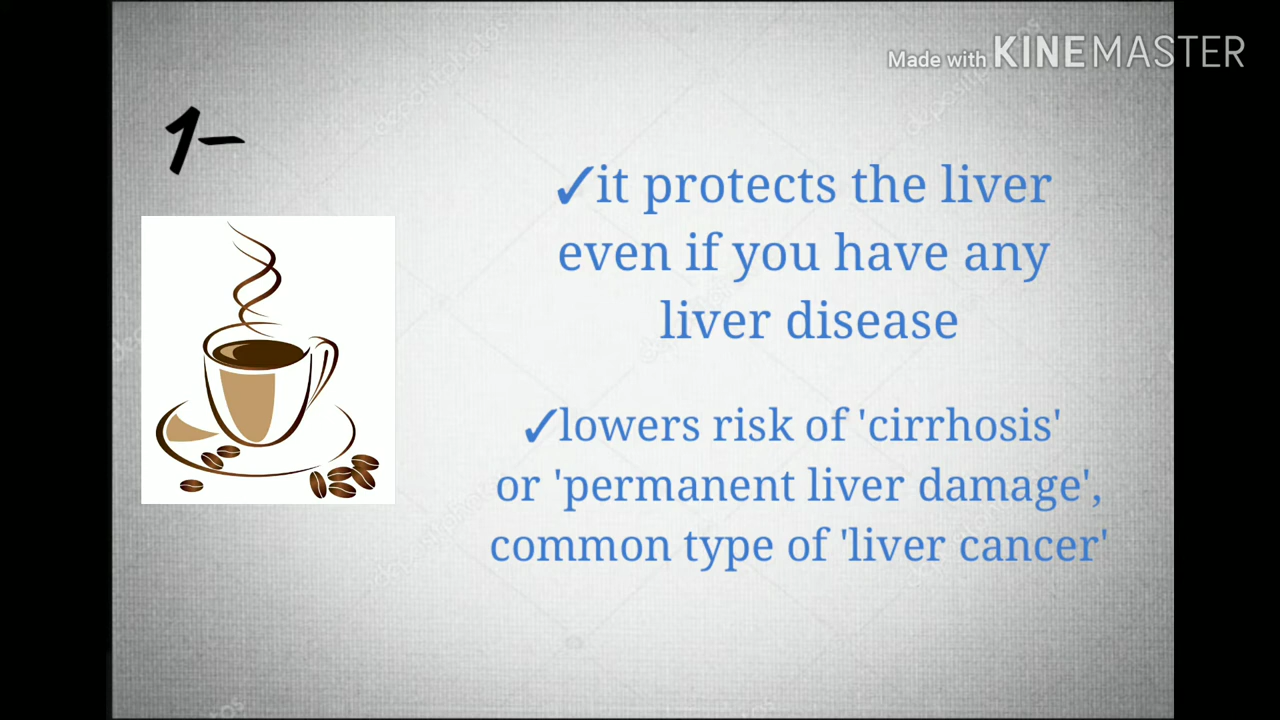 Made with KINEMASTER
1-
✓it protects the liver
even if you have any
liver disease
✓lowers risk of 'cirrhosis'
or 'permanent liver damage',
common type of 'liver cancer'